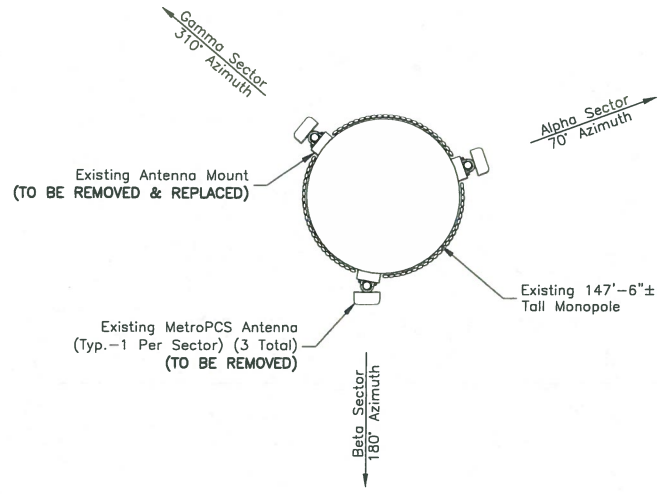 Gamma Sector
310° Azimuth
Alpha Sector
70° Azimuth
Existing Antenna Mount
(TO BE REMOVED & REPLACED)
Existing 147'-6"±
Tall Monopole
Existing MetroPCS Antenna
(Typ.-1 Per Sector) (3 Total)
(TO BE REMOVED)
Beta Sector
180° Azimuth